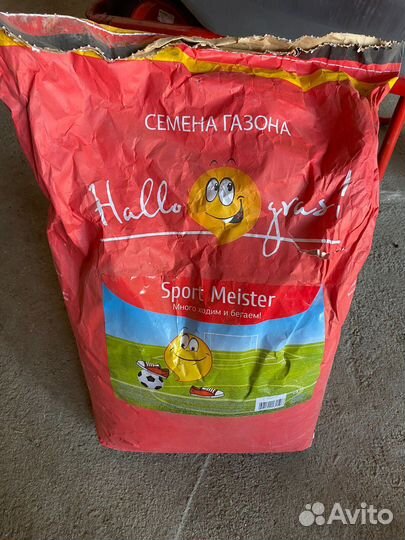 СЕМЕНА ГАЗОНА
Hallo gras!
Sport Meister
Много ходим и бегаем!
Avito